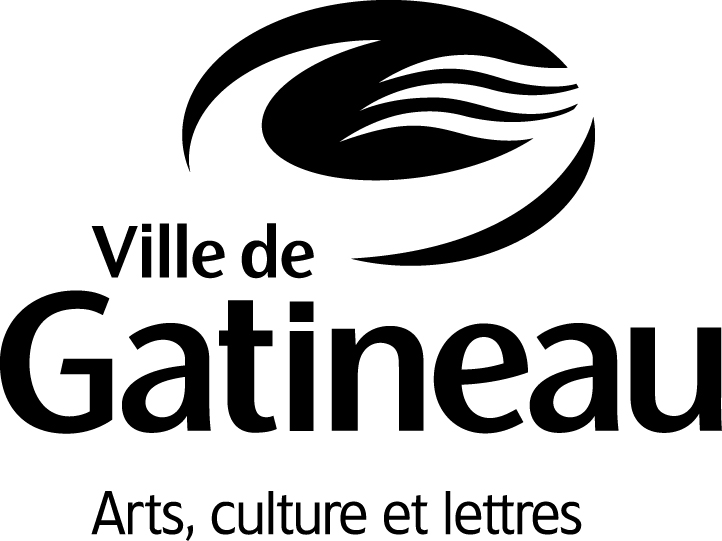 Ville de
Gatineau
Arts, culture et lettres